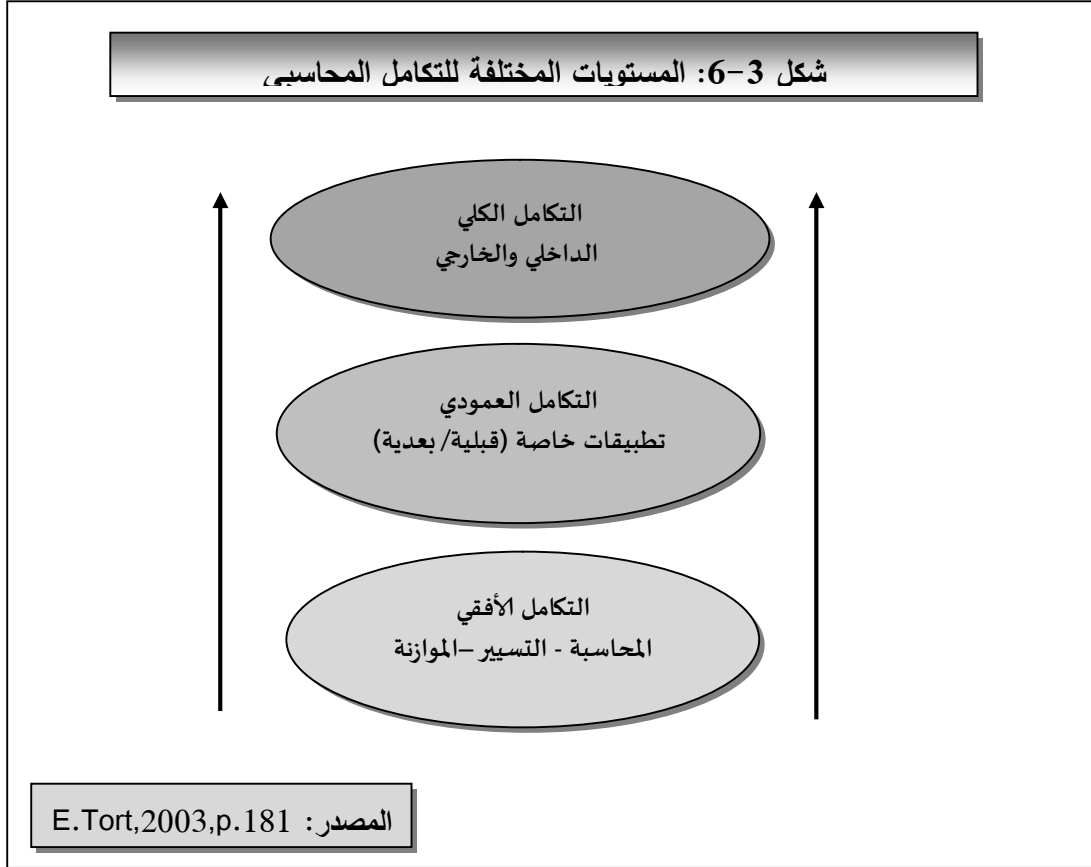 شكل 3-6: المستويات المختلفة للتكامل المحاسبي
التكامل الكلي
الداخلي والخارجي
التكامل العمودي
تطبيقات خاصة (قبلية/ بعدية)
التكامل الأفقي
المحاسبة - التسيير –الموازنة
المصدر: E.Tort,2003,p.181